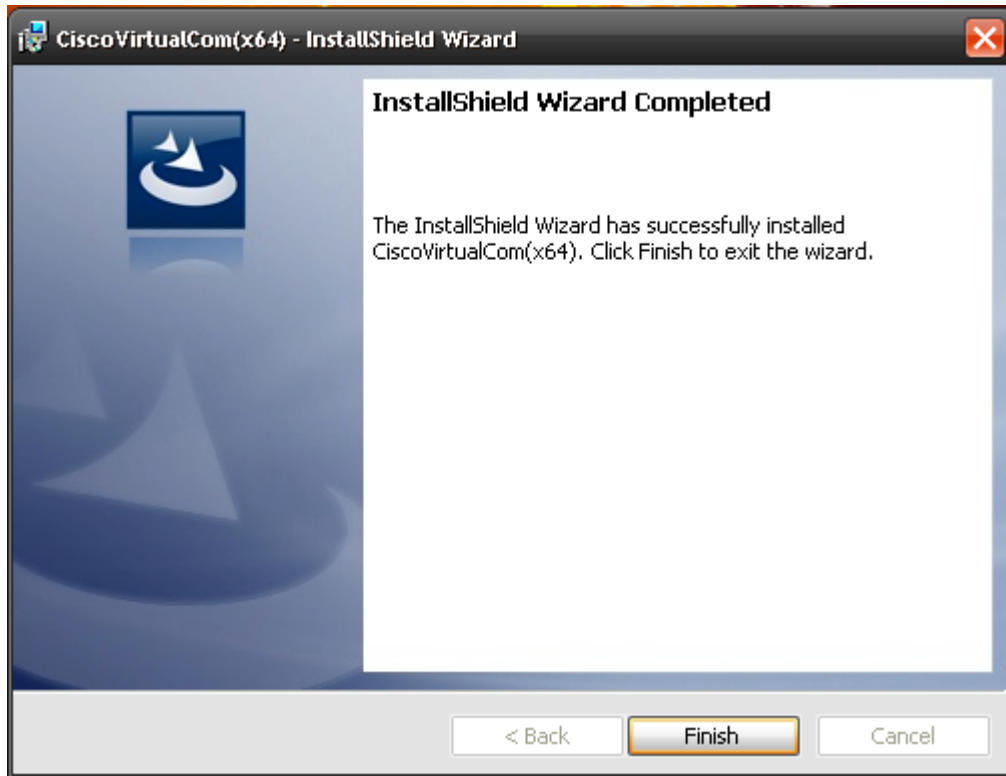 CiscoVirtualCom(x64) - InstallShield Wizard
InstallShield Wizard Completed
The InstallShield Wizard has successfully installed
CiscoVirtualCom(x64). Click Finish to exit the wizard.
< Back
Finish
Cancel